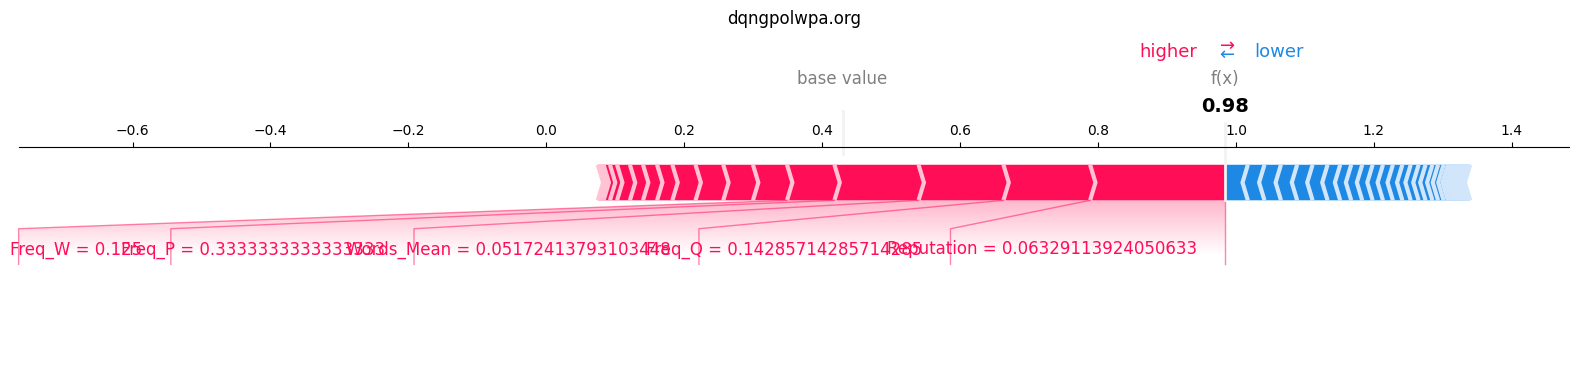 dqngpolwpa.org
higher ⇄ lower
base value f(x)
0.98
−0.6 −0.4 −0.2 0.0 0.2 0.4 0.6 0.8 1.0 1.2 1.4
Freq_W = 0.125 Freq_P = 0.3333333333333333 Words_Mean = 0.05172413793103448 Freq_Q = 0.14285714285714285 Reputation = 0.06329113924050633